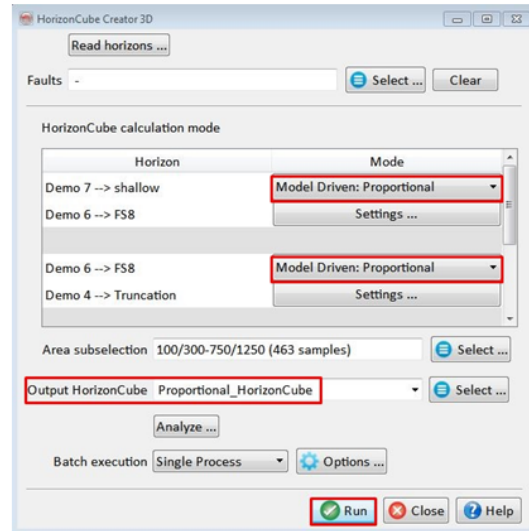 HorizonCube Creator 3D
Read horizons ...
Faults - Select ... Clear
HorizonCube calculation mode
Horizon Mode
Demo 7 --> shallow Model Driven: Proportional
Demo 6 --> FS8 Settings ...
Demo 6 --> FS8 Model Driven: Proportional
Demo 4 --> Truncation Settings ...
Area subselection 100/300-750/1250 (463 samples) Select ...
Output HorizonCube Proportional_HorizonCube Select ...
Analyze ...
Batch execution Single Process Options ...
Run Close Help